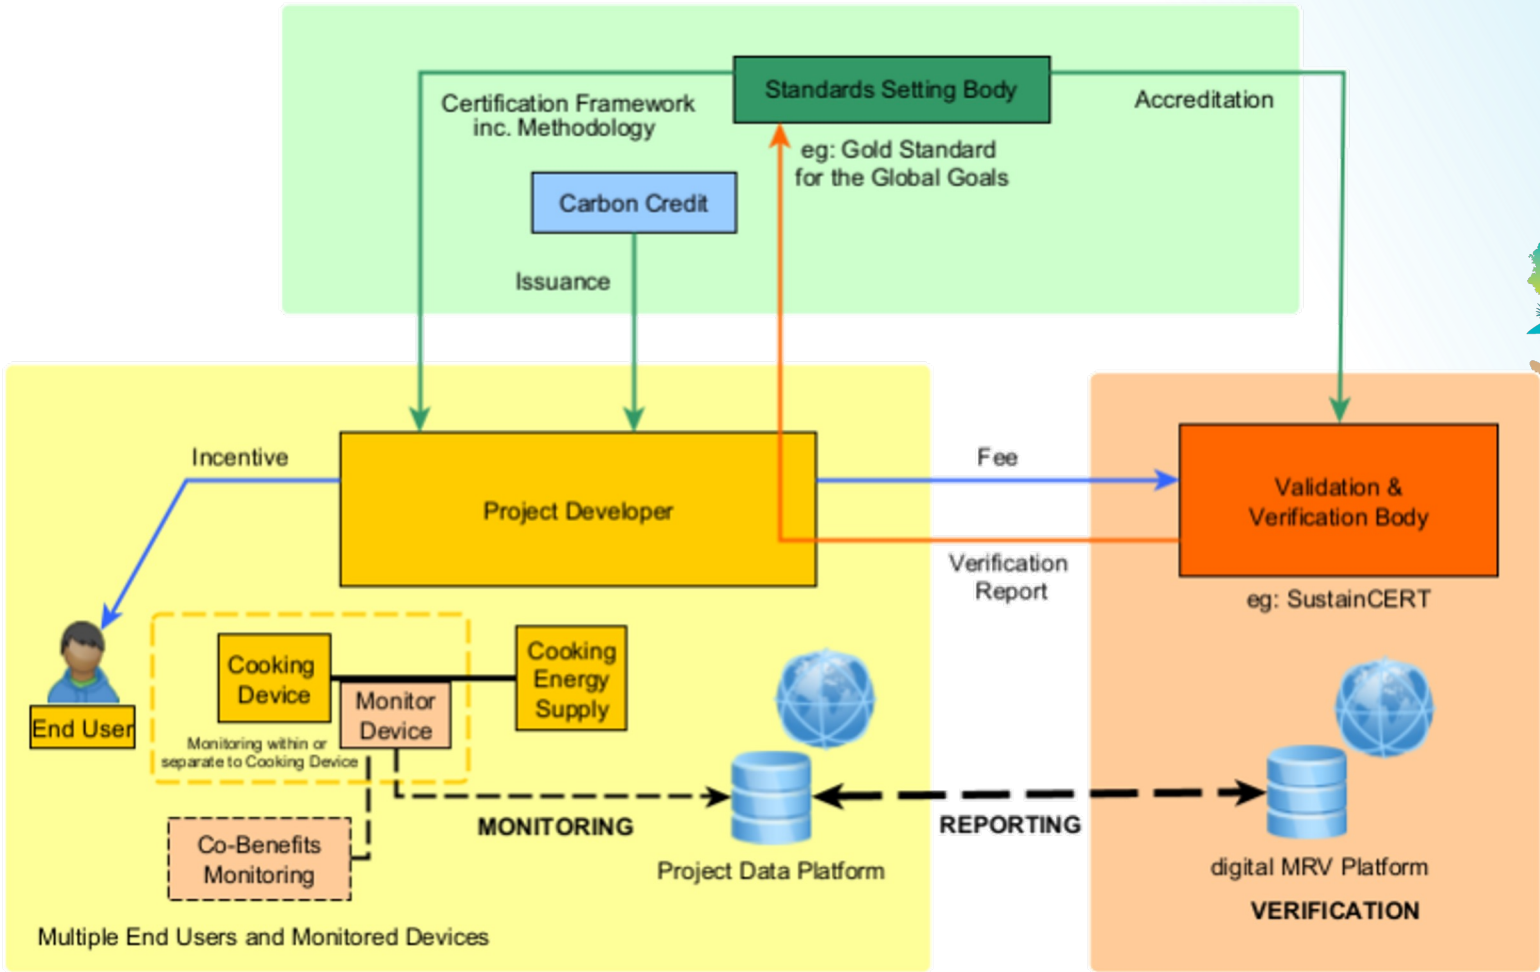 Standards Setting Body
Certification Framework
inc. Methodology
Accreditation
eg: Gold Standard
for the Global Goals
Carbon Credit
Issuance
Incentive
Project Developer
Fee
Validation &
Verification Body
Verification
Report
eg: SustainCERT
End User
Cooking
Device
Monitor
Device
Cooking
Energy
Supply
Monitoring within or
separate to Cooking Device
Co-Benefits
Monitoring
MONITORING
Project Data Platform
REPORTING
digital MRV Platform
VERIFICATION
Multiple End Users and Monitored Devices